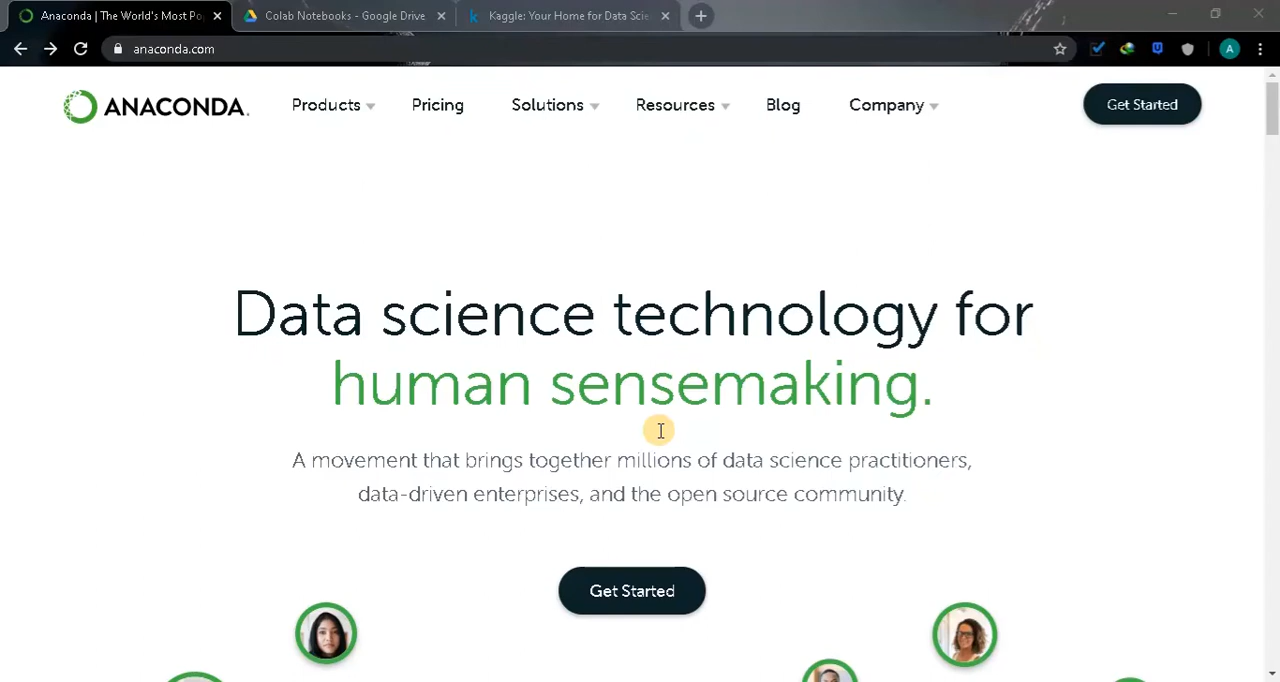 Anaconda | The World's Most Po
Colab Notebooks - Google Drive
Kaggle: Your Home for Data Scie
anaconda.com
A
ANACONDA.
Products
Pricing
Solutions
Resources
Blog
Company
Get Started
Data science technology for
human sensemaking.
A movement that brings together millions of data science practitioners,
data-driven enterprises, and the open source community.
Get Started